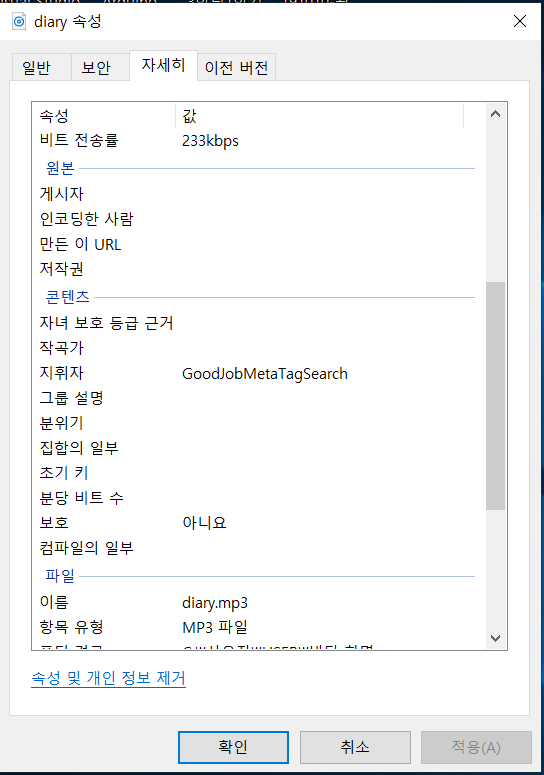 diary 속성
일반 보안 자세히 이전 버전
속성 값
비트 전송률 233kbps
원본
게시자
인코딩한 사람
만든 이 URL
저작권
콘텐츠
자녀 보호 등급 근거
작곡가
지휘자 GoodJobMetaTagSearch
그룹 설명
분위기
집합의 일부
초기 키
분당 비트 수
보호 아니요
컴파일의 일부
파일
이름 diary.mp3
항목 유형 MP3 파일
속성 및 개인 정보 제거
확인 취소 적용(A)